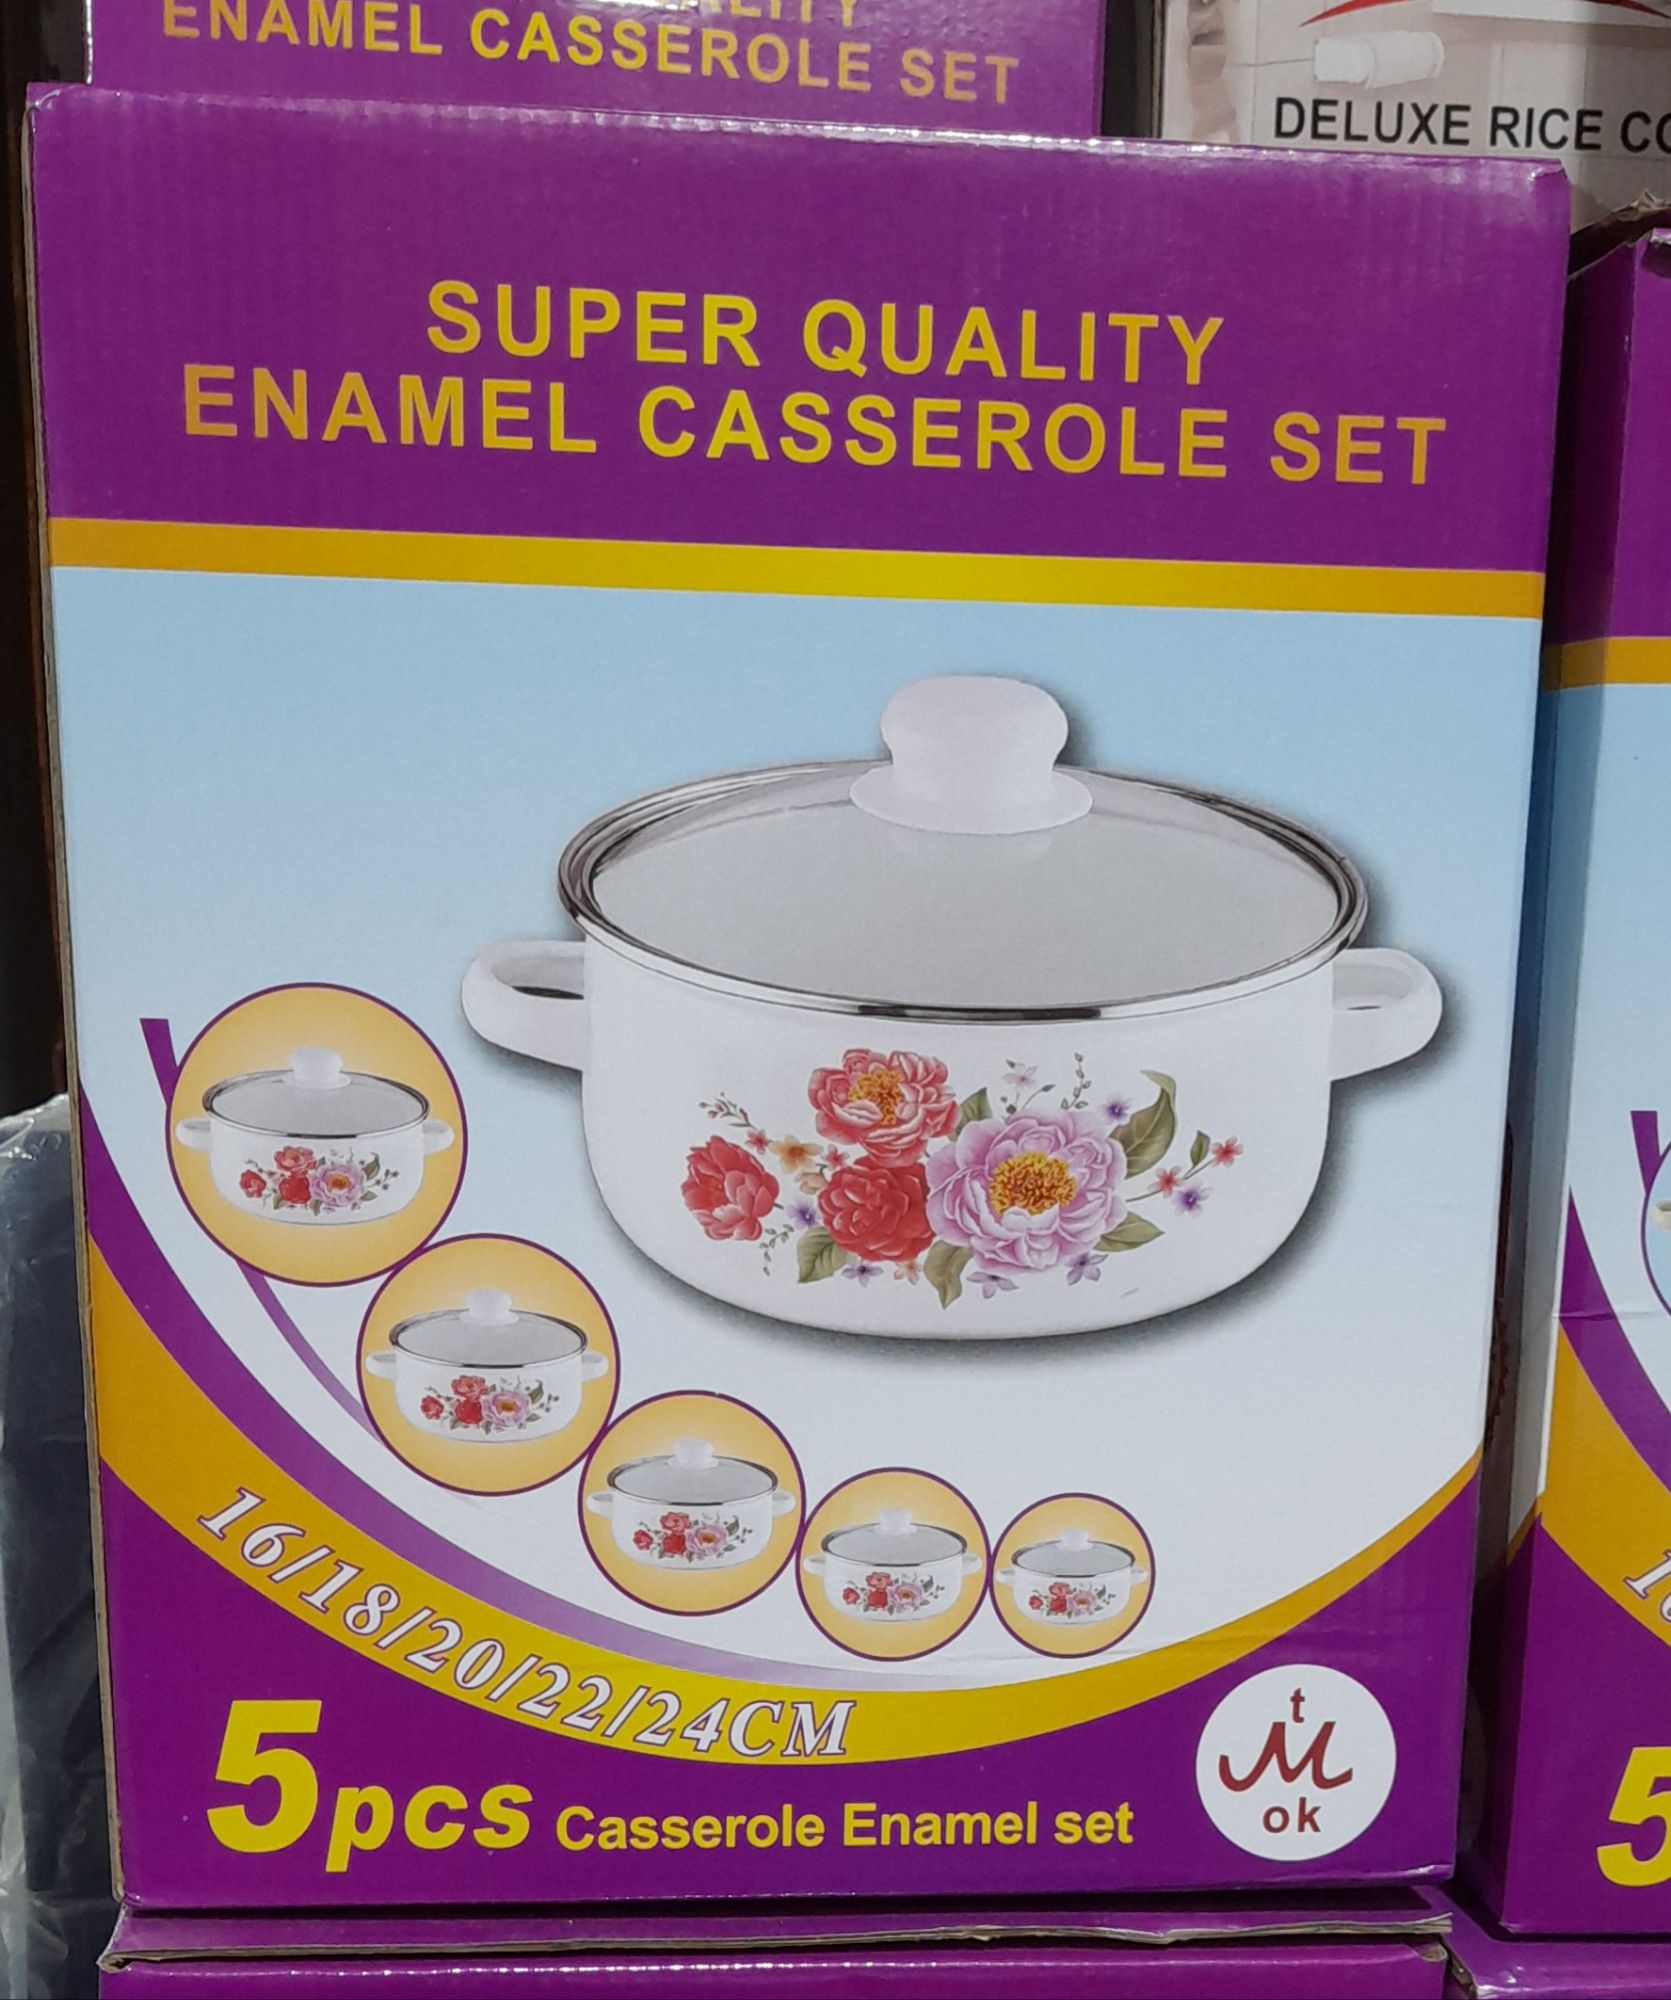 ENAMEL CASSEROLE SET
DELUXE RICE
SUPER QUALITY
ENAMEL CASSEROLE SET
16/18/20/22/24CM
5pcs Casserole Enamel set
t
M
ok
5